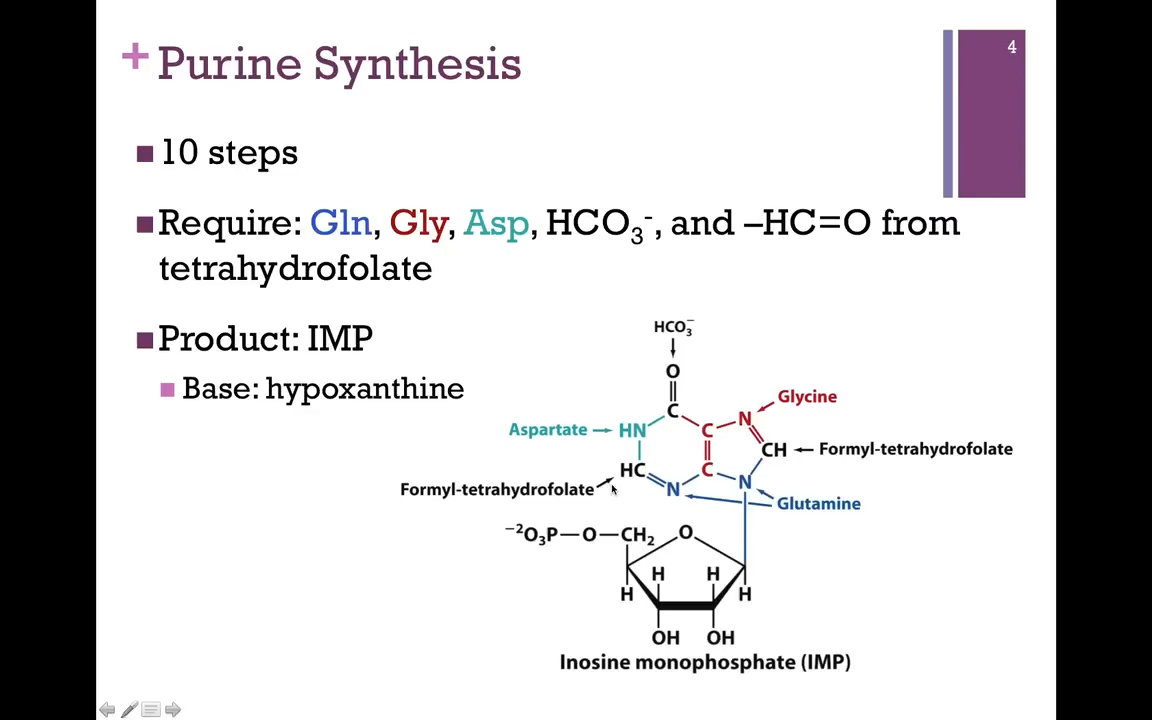 + Purine Synthesis
4
10 steps
Require: Gln, Gly, Asp, HCO₃⁻, and –HC=O from
tetrahydrofolate
Product: IMP
Base: hypoxanthine
HCO₃⁻
O
C
Glycine
Aspartate
HN
C
N
HC
C
CH
Formyl-tetrahydrofolate
Formyl-tetrahydrofolate
N
N
Glutamine
⁻²O₃P—O—CH₂
O
H
H
H
H
OH
OH
Inosine monophosphate (IMP)